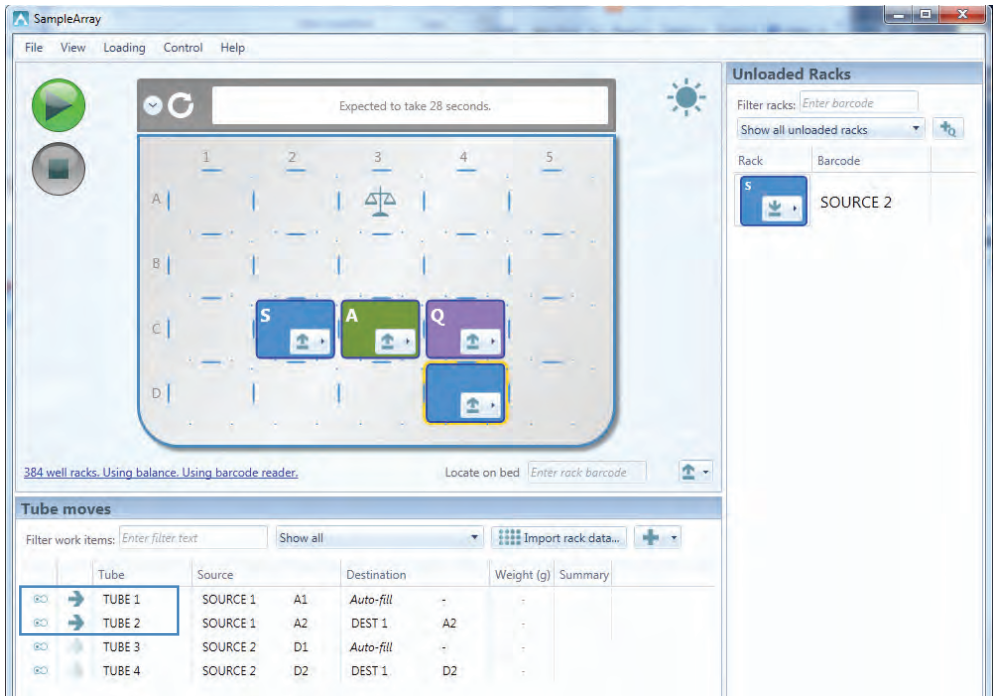 SampleArray
File View Loading Control Help
Expected to take 28 seconds.
1 2 3 4 5
A
B
C
D
S A Q
384 well racks. Using balance. Using barcode reader.
Locate on bed Enter rack barcode
Unloaded Racks
Filter racks: Enter barcode
Show all unloaded racks
Rack Barcode
S SOURCE 2
Tube moves
Filter work items: Enter filter text Show all Import rack data...
Tube Source Destination Weight (g) Summary
TUBE 1 SOURCE 1 A1 Auto-fill - -
TUBE 2 SOURCE 1 A2 DEST 1 A2 -
TUBE 3 SOURCE 2 D1 Auto-fill - -
TUBE 4 SOURCE 2 D2 DEST 1 D2 -